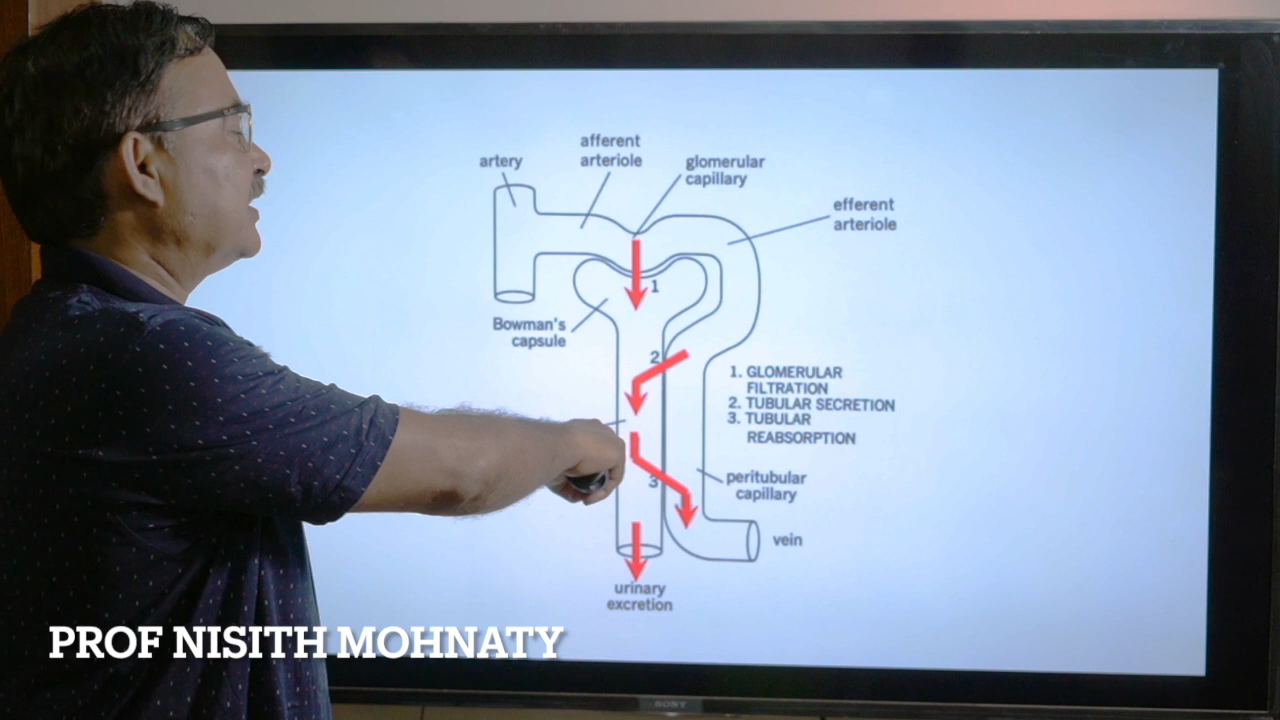 afferent
arteriole
artery
glomerular
capillary
efferent
arteriole
1
Bowman's
capsule
2
1. GLOMERULAR
FILTRATION
2. TUBULAR SECRETION
3. TUBULAR
REABSORPTION
3
peritubular
capillary
vein
urinary
excretion
PROF NISITH MOHNATY
SONY